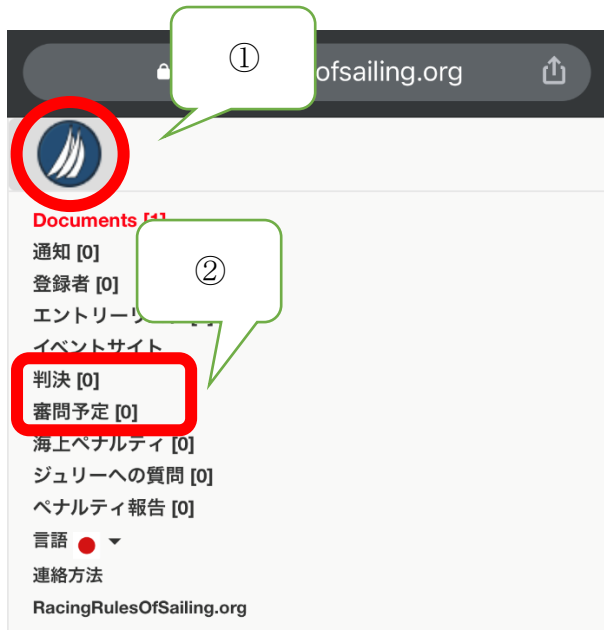 ①
ofsailing.org
Documents [1]
通知 [0]
②
登録者 [0]
エントリーリ
イベントサイト
判決 [0]
審問予定 [0]
海上ペナルティ [0]
ジュリーへの質問 [0]
ペナルティ報告 [0]
言語
連絡方法
RacingRulesOfSailing.org